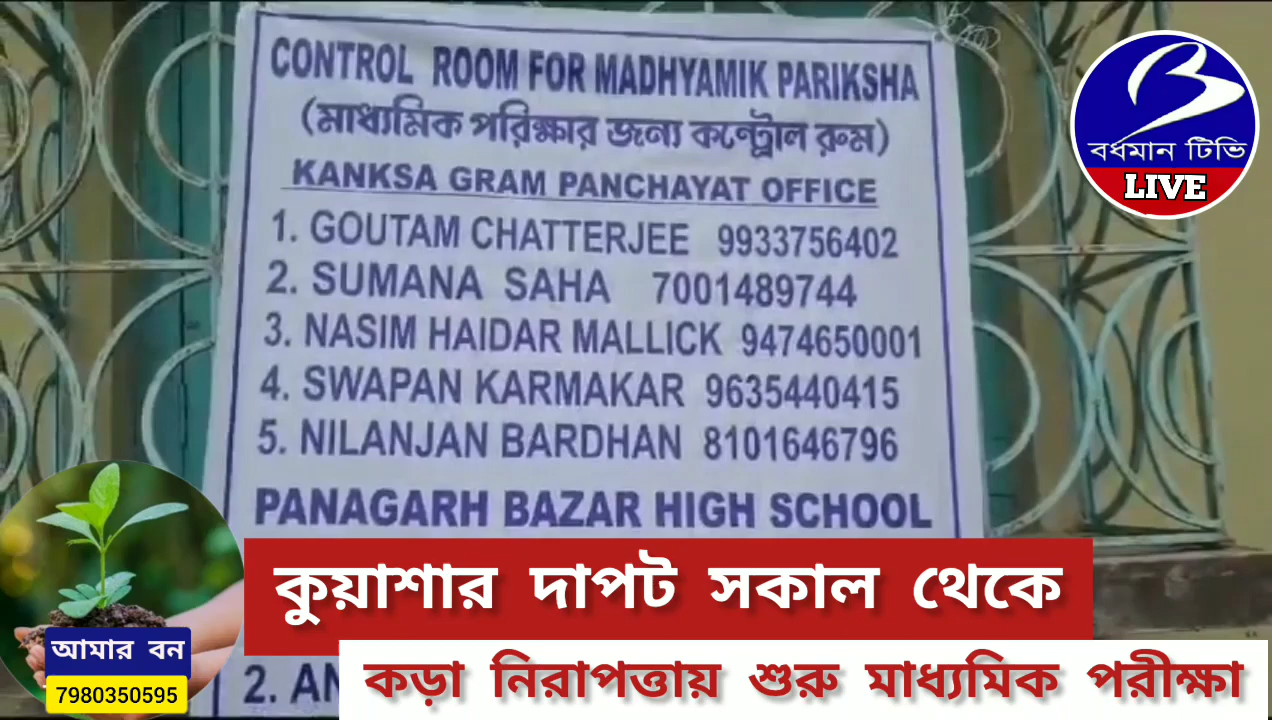 CONTROL ROOM FOR MADHYAMIK PARIKSHA
(মাধ্যমিক পরিক্ষার জন্য কন্ট্রোল রুম)
KANKSA GRAM PANCHAYAT OFFICE
1. GOUTAM CHATTERJEE 9933756402
2. SUMANA SAHA 7001489744
3. NASIM HAIDAR MALLICK 9474650001
4. SWAPAN KARMAKAR 9635440415
5. NILANJAN BARDHAN 8101646796
PANAGARH BAZAR HIGH SCHOOL
2. AN
বর্ধমান টিভি
LIVE
কুয়াশার দাপট সকাল থেকে
কড়া নিরাপত্তায় শুরু মাধ্যমিক পরীক্ষা
আমার বন
7980350595